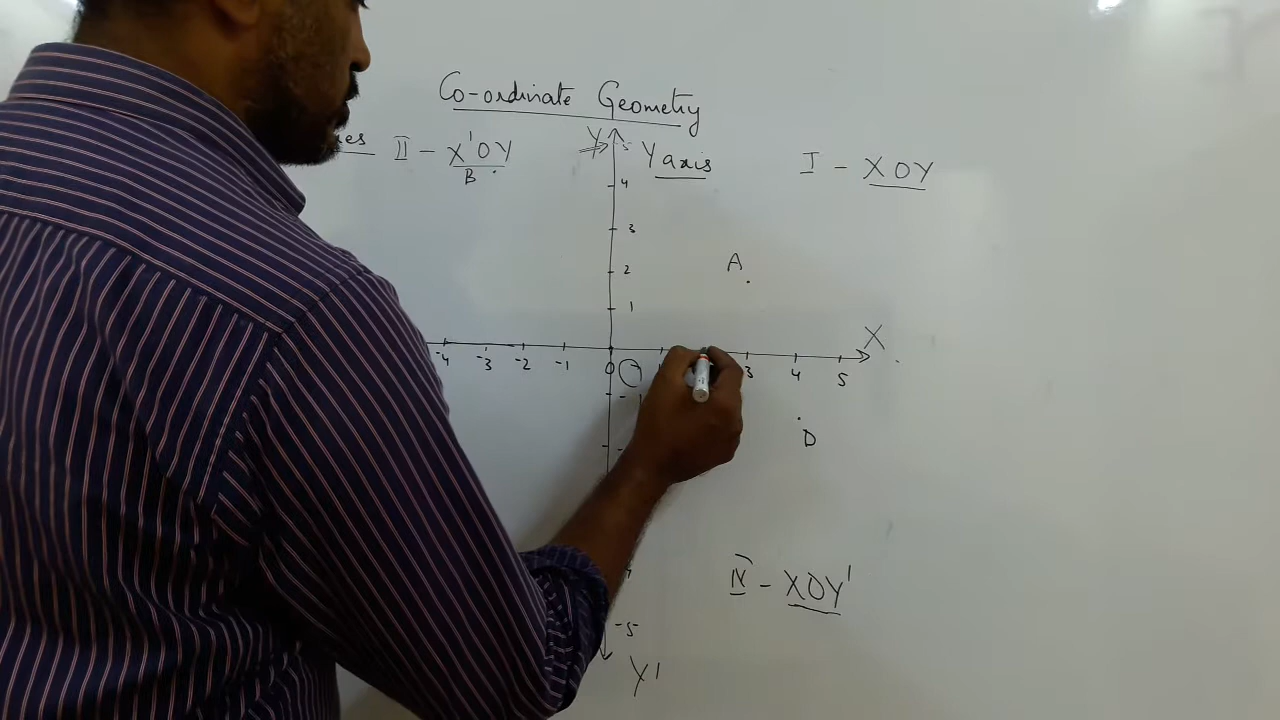 Co-ordinate Geometry
II - X'OY
Y
Y axis
I - XOY
B
4
3
A
2
1
X
-4 -3 -2 -1 0 3 4 5
D
IV - XOY'
-5
Y'